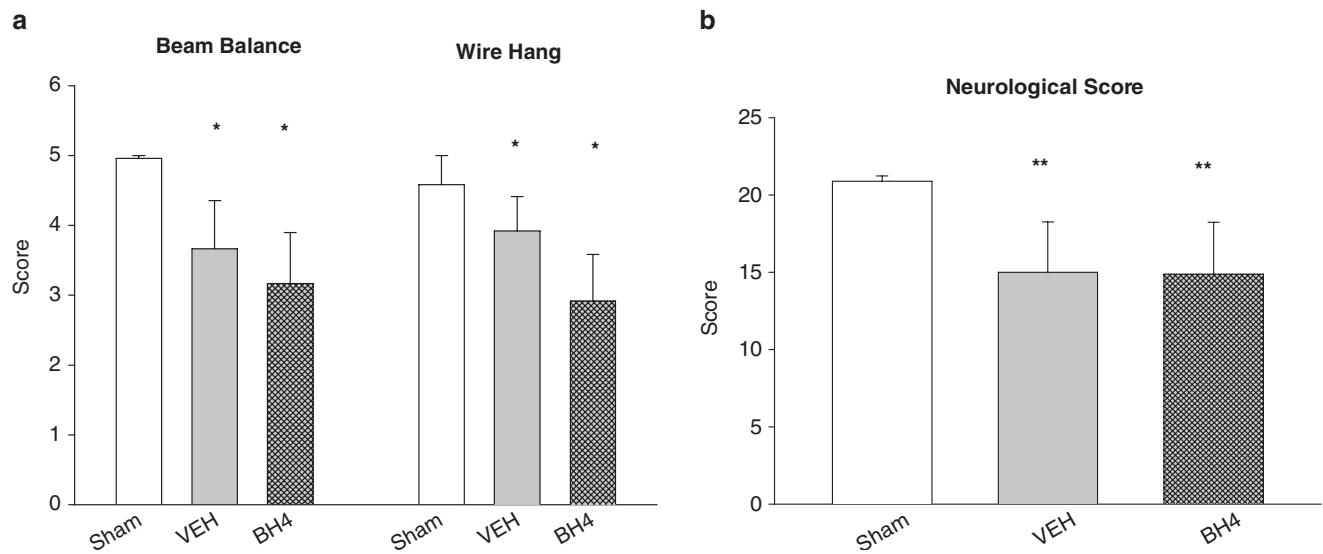 a
Beam Balance
Wire Hang
6
5
4
3
2
1
0
Score
* *
* *
Sham VEH BH4 Sham VEH BH4
b
Neurological Score
25
20
15
10
5
0
Score
** **
Sham VEH BH4